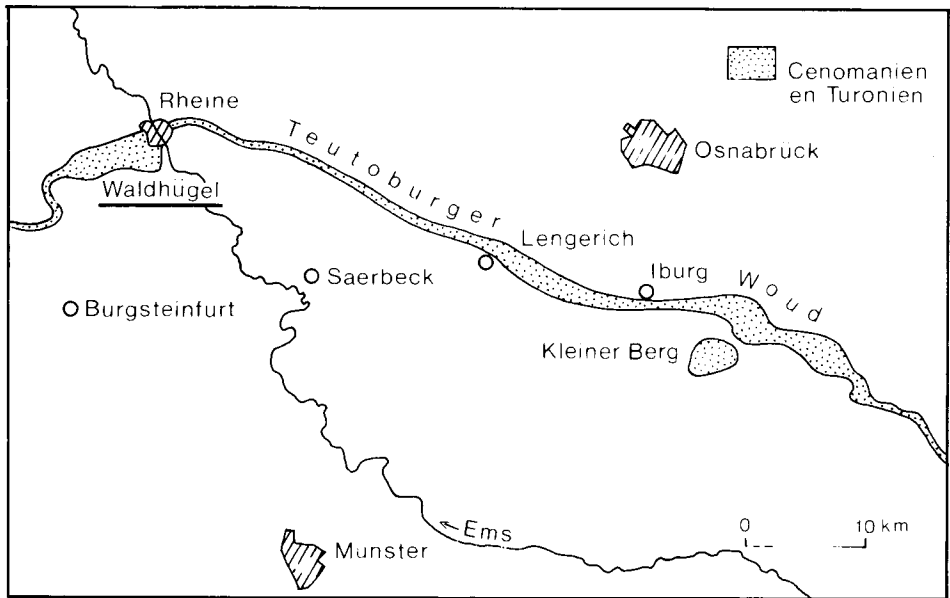 Cenomanien
en Turonien
Rheine
Teutoburger
Osnabrück
Waldhügel
Lengerich
Saerbeck
Iburg
Woud
Burgsteinfurt
Kleiner Berg
0 10 km
←Ems
Munster